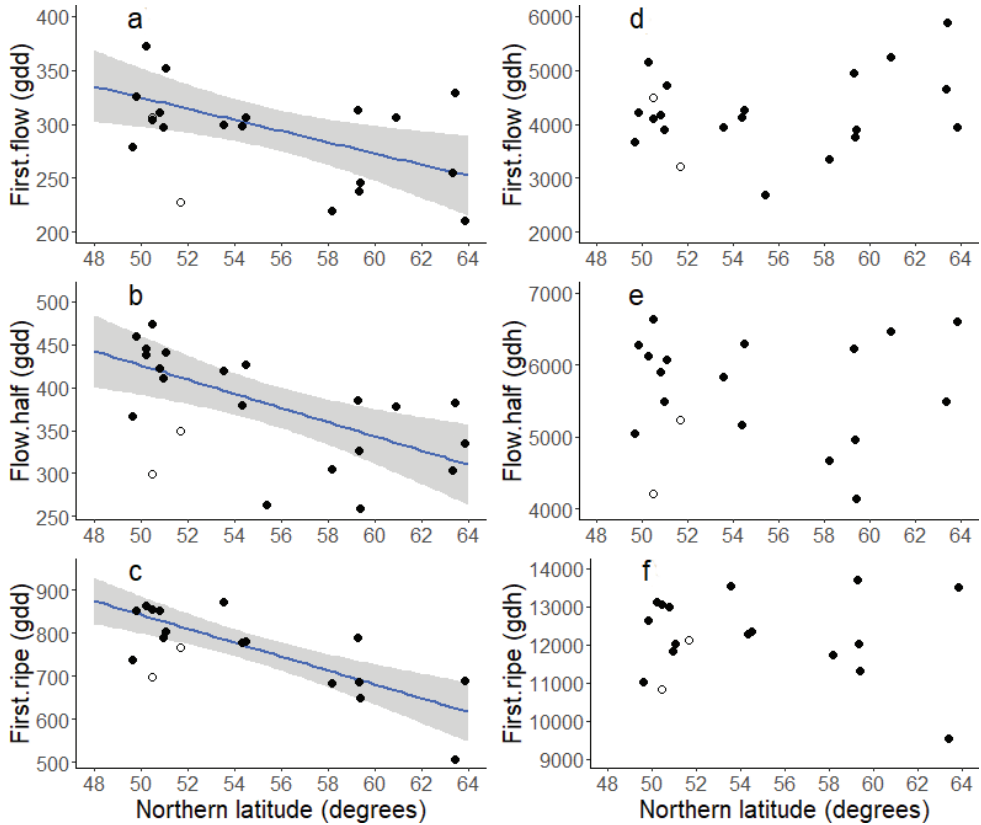 a
First.flow (gdd)
400
350
300
250
200
48 50 52 54 56 58 60 62 64
d
First.flow (gdh)
6000
5000
4000
3000
2000
48 50 52 54 56 58 60 62 64
b
Flow.half (gdd)
500
450
400
350
300
250
48 50 52 54 56 58 60 62 64
e
Flow.half (gdh)
7000
6000
5000
4000
48 50 52 54 56 58 60 62 64
c
First.ripe (gdd)
900
800
700
600
500
48 50 52 54 56 58 60 62 64
Northern latitude (degrees)
f
First.ripe (gdh)
14000
13000
12000
11000
10000
9000
48 50 52 54 56 58 60 62 64
Northern latitude (degrees)